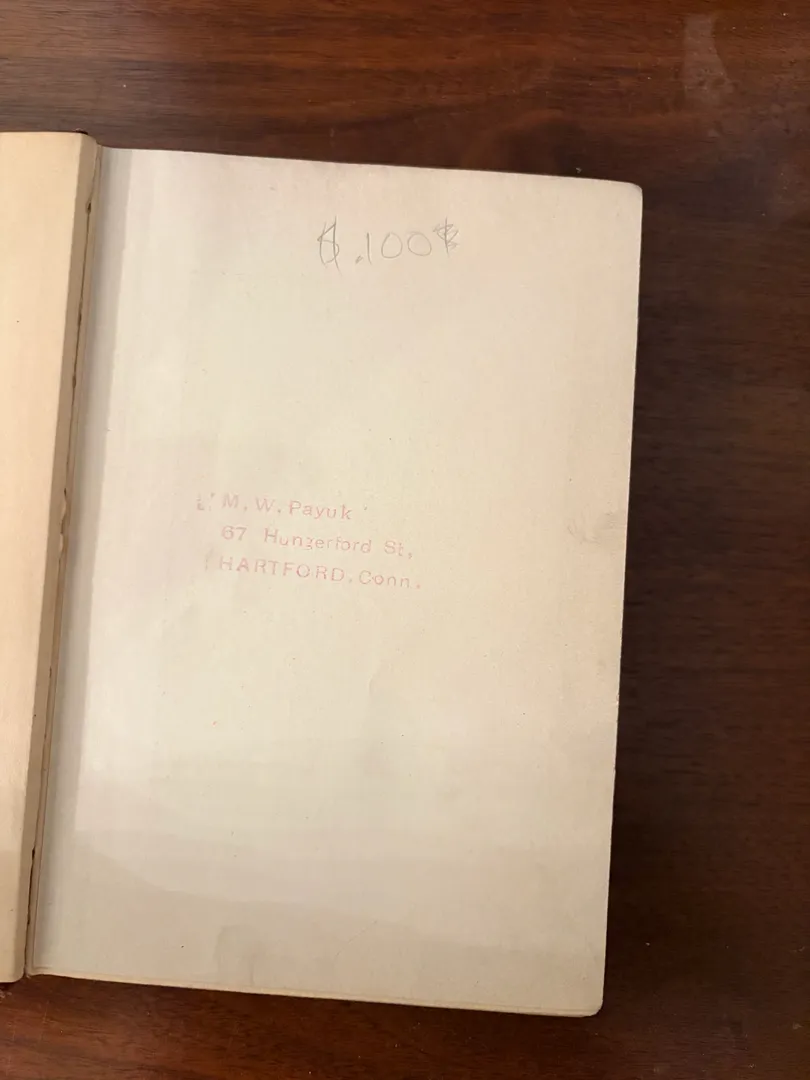 $.100
M. W. Payuk
67 Hungerford St,
HARTFORD, Conn.